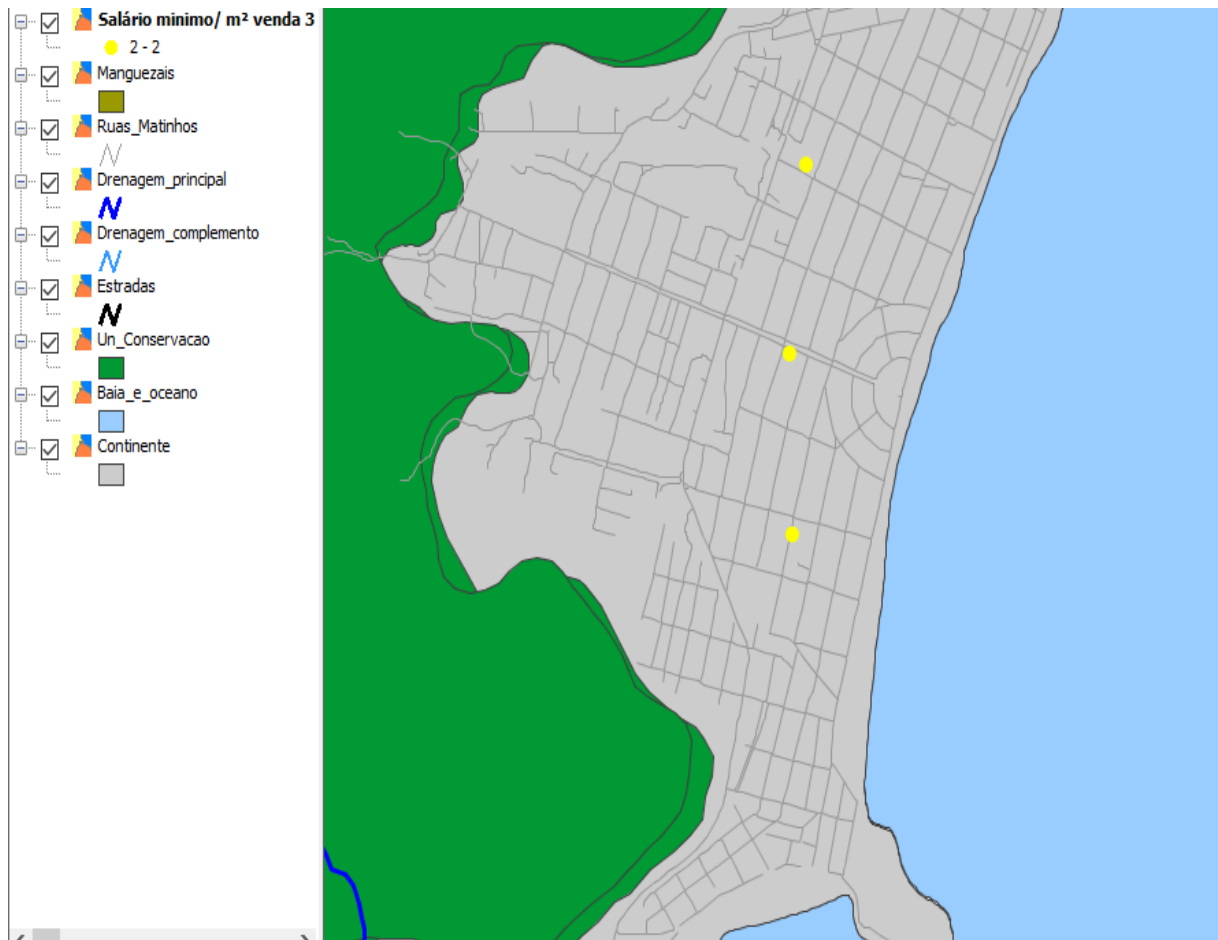 Salário minimo/ m² venda 3
2 - 2
Manguezais
Ruas_Matinhos
Drenagem_principal
Drenagem_complemento
Estradas
Un_Conservacao
Baia_e_oceano
Continente